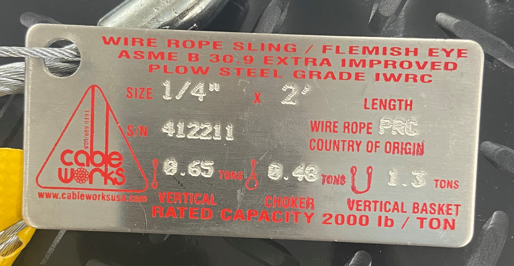 WIRE ROPE SLING / FLEMISH EYE
ASME B 30.9 EXTRA IMPROVED
PLOW STEEL GRADE IWRC
SIZE 1/4" X 2' LENGTH
S/N 412211
WIRE ROPE PRC
COUNTRY OF ORIGIN
cable
works
www.cableworksusa.com
0.65 TONS 0.48 TONS 1.3 TONS
VERTICAL CHOKER VERTICAL BASKET
RATED CAPACITY 2000 lb / TON